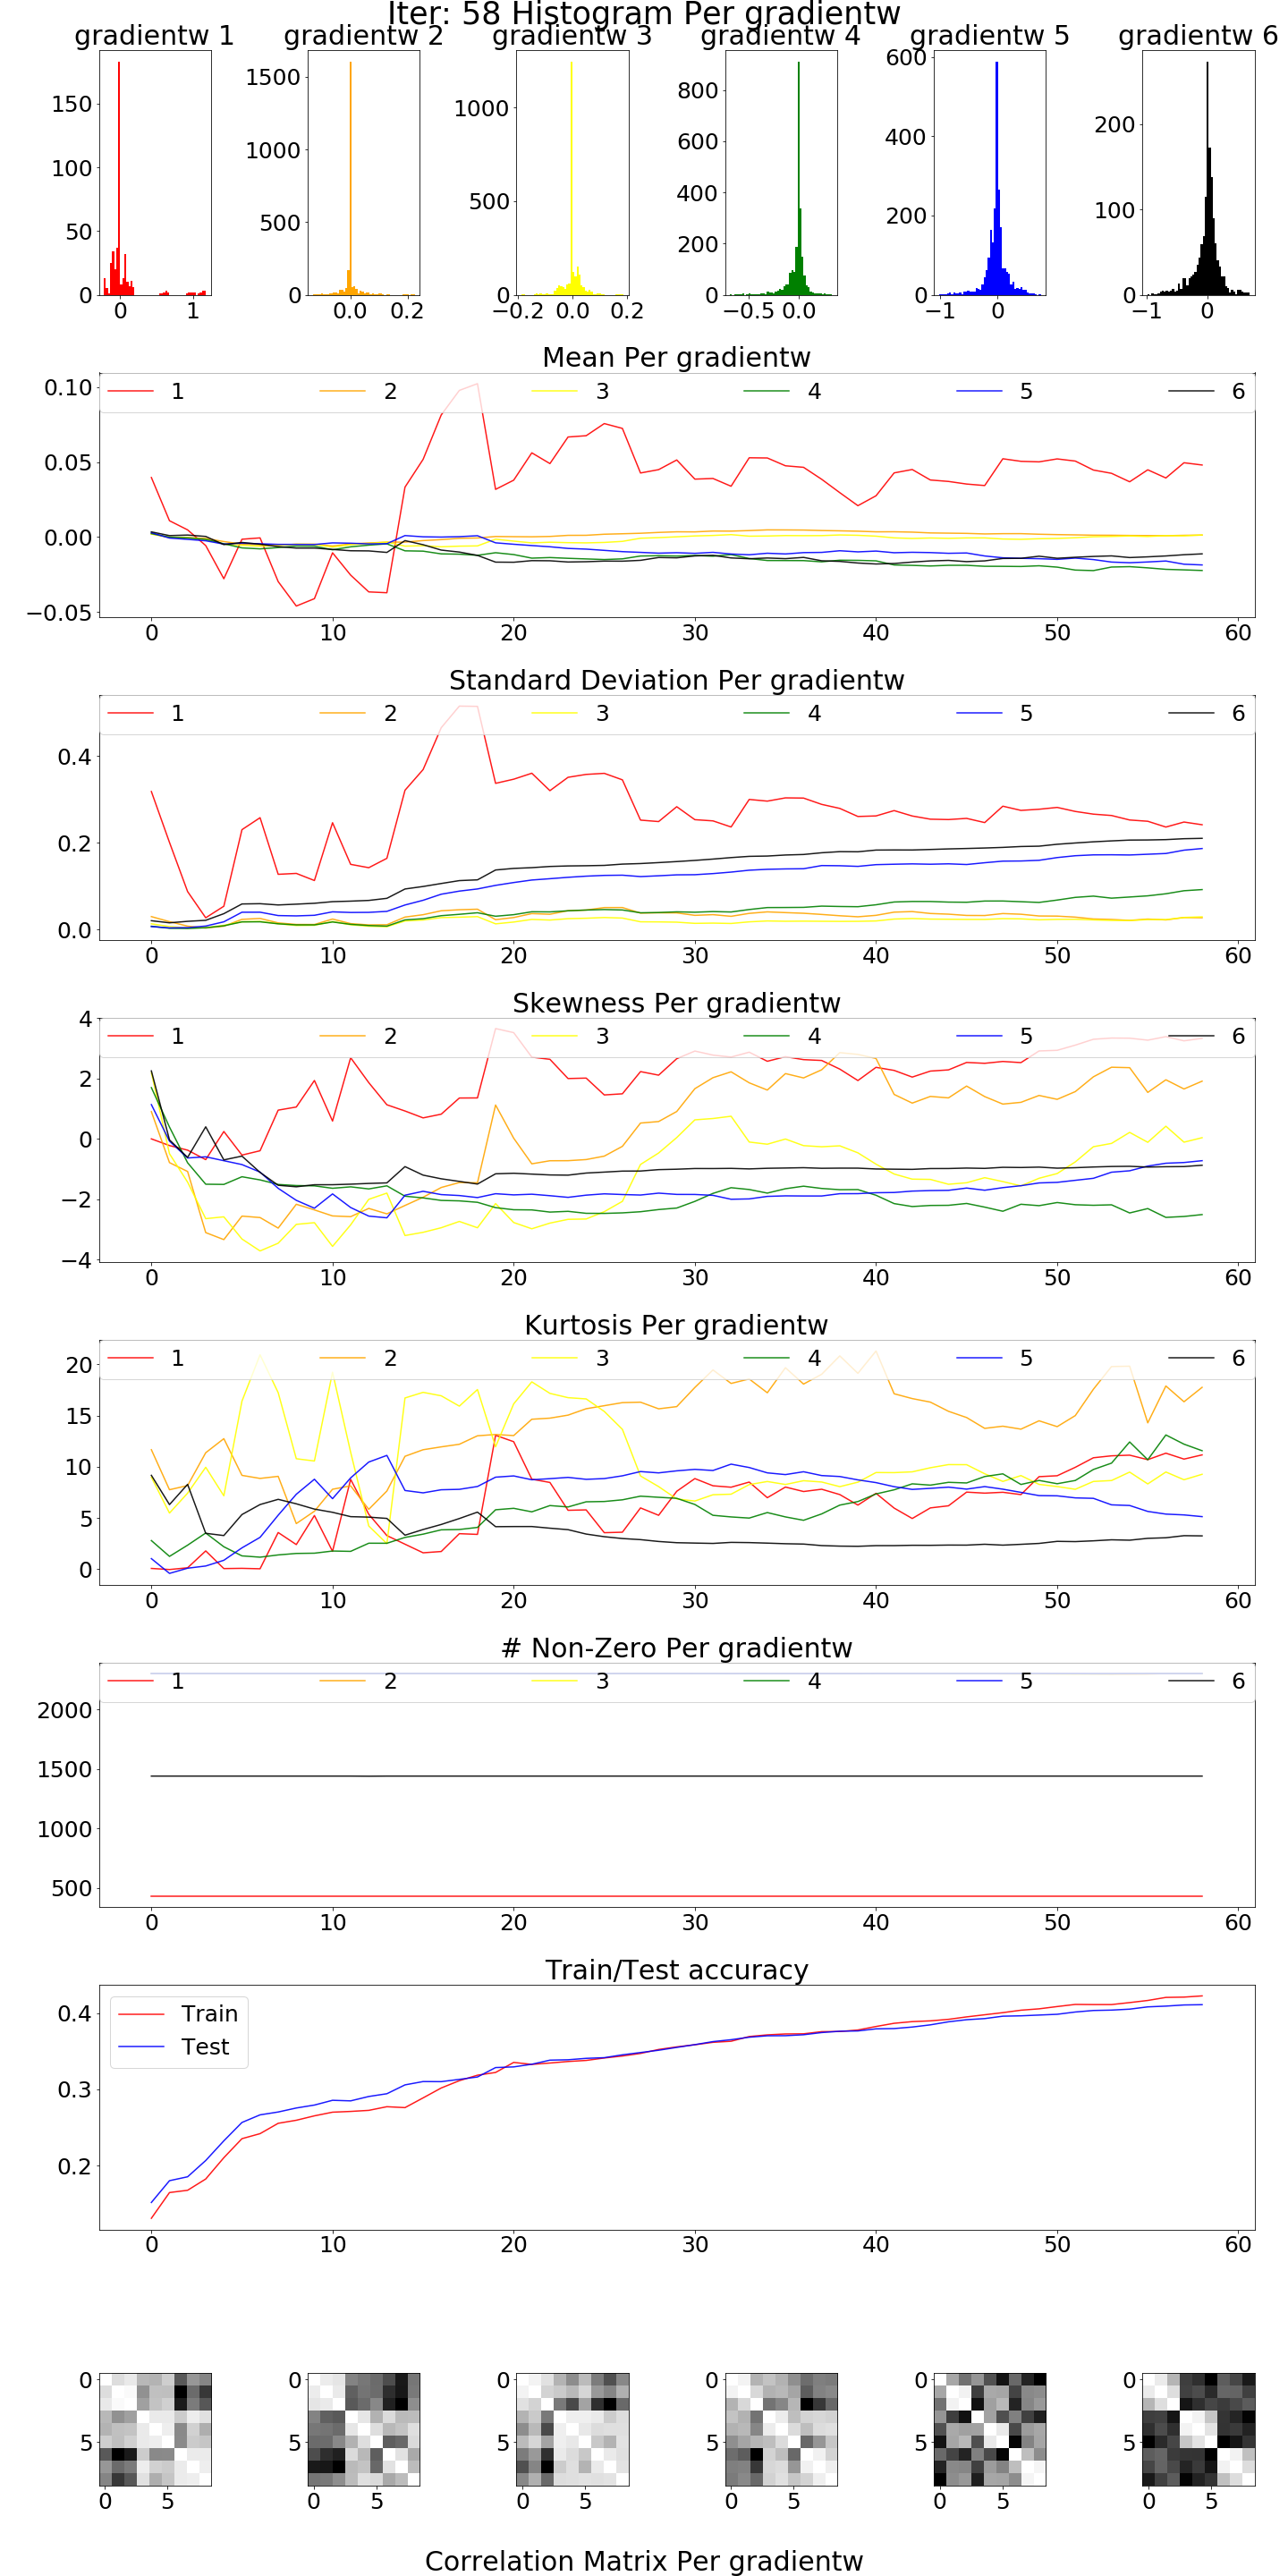 Iter: 58 Histogram Per gradientw
gradientw 1 gradientw 2 gradientw 3 gradientw 4 gradientw 5 gradientw 6
150
100
50
0
0 1
1500
1000
500
0
0.0 0.2
1000
500
0
−0.2 0.0 0.2
800
600
400
200
0
−0.5 0.0
600
400
200
0
−1 0
200
100
0
−1 0
Mean Per gradientw
1 2 3 4 5 6
0.10
0.05
0.00
−0.05
0 10 20 30 40 50 60
Standard Deviation Per gradientw
1 2 3 4 5 6
0.4
0.2
0.0
0 10 20 30 40 50 60
Skewness Per gradientw
1 2 3 4 5 6
4
2
0
−2
−4
0 10 20 30 40 50 60
Kurtosis Per gradientw
1 2 3 4 5 6
20
15
10
5
0
0 10 20 30 40 50 60
# Non-Zero Per gradientw
1 2 3 4 5 6
2000
1500
1000
500
0 10 20 30 40 50 60
Train/Test accuracy
Train
Test
0.4
0.3
0.2
0 10 20 30 40 50 60
0 0 0 0 0 0
5 5 5 5 5 5
0 5 0 5 0 5 0 5 0 5 0 5
Correlation Matrix Per gradientw